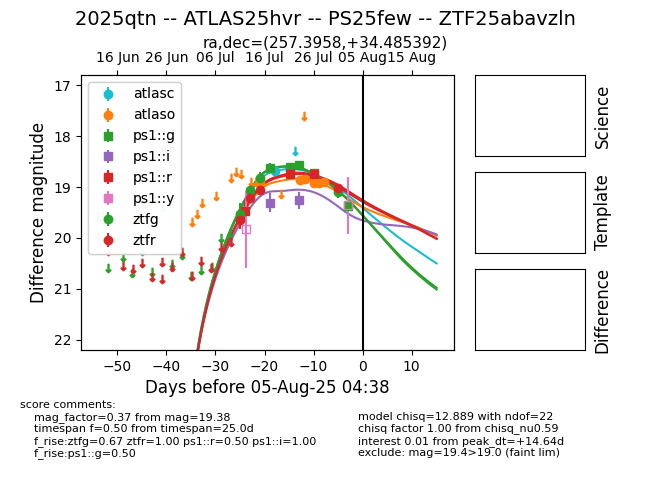 2025qtn -- ATLAS25hvr -- PS25few -- ZTF25abavzln
ra,dec=(257.3958,+34.485392)
16 Jun 26 Jun 06 Jul 16 Jul 26 Jul 05 Aug 15 Aug
17
18
19
20
21
22
Difference magnitude
atlasc
atlaso
ps1::g
ps1::i
ps1::r
ps1::y
ztfg
ztfr
−50 −40 −30 −20 −10 0 10
Days before 05-Aug-25 04:38
Science
Template
Difference
score comments:
mag_factor=0.37 from mag=19.38
timespan f=0.50 from timespan=25.0d
f_rise:ztfg=0.67 ztfr=1.00 ps1::r=0.50 ps1::i=1.00
f_rise:ps1::g=0.50
model chisq=12.889 with ndof=22
chisq factor 1.00 from chisq_nu0.59
interest 0.01 from peak_dt=+14.64d
exclude: mag=19.4>19.0 (faint lim)